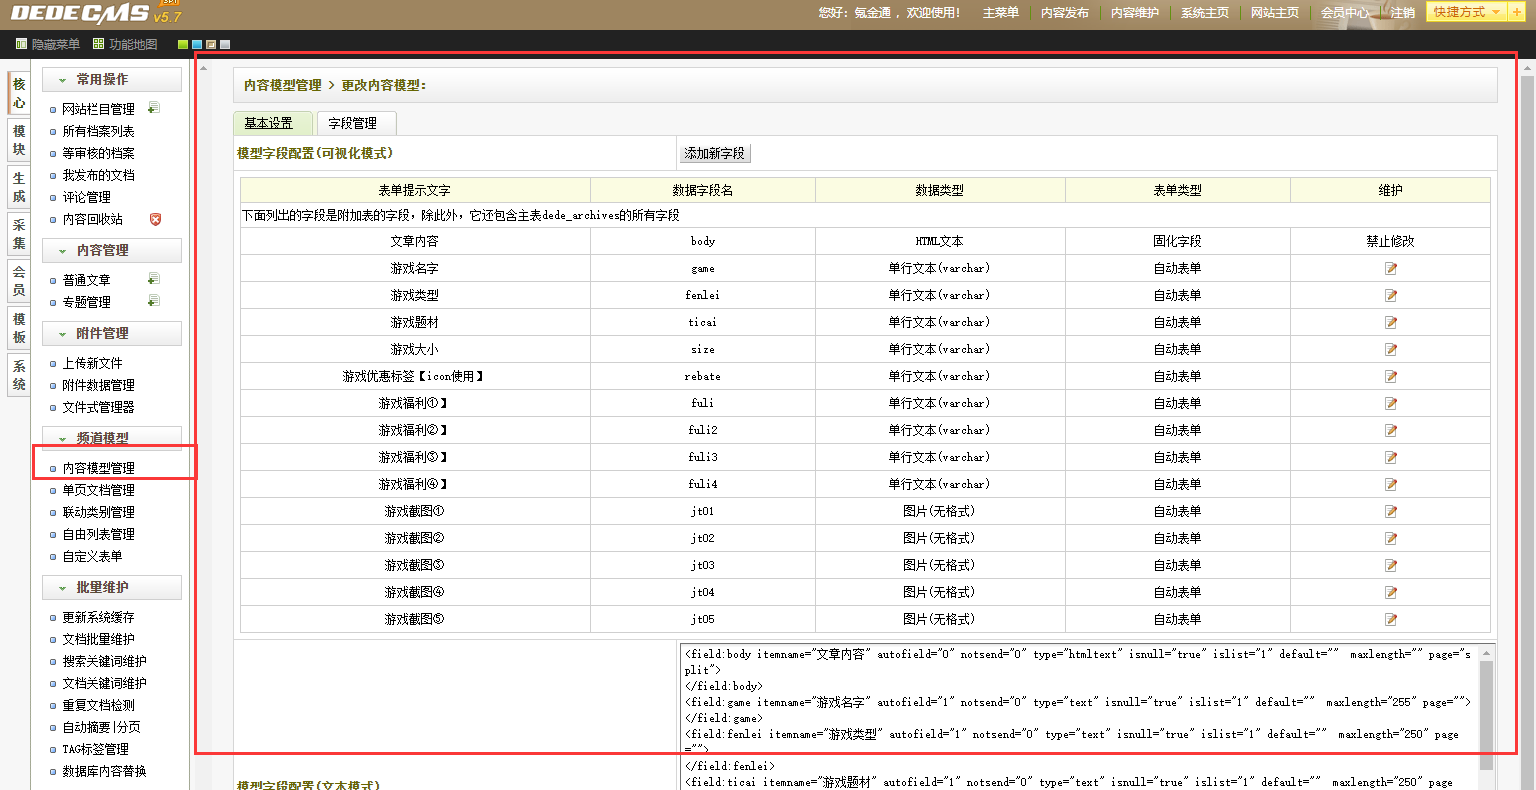 DEDECMS v5.7 SP1
您好：氪金通，欢迎使用！ 主菜单 内容发布 内容维护 系统主页 网站主页 会员中心 注销 快捷方式 +
隐藏菜单 功能地图
核心
模块
生成
采集
会员
模板
系统
常用操作
网站栏目管理
所有档案列表
等审核的档案
我发布的文档
评论管理
内容回收站
内容管理
普通文章
专题管理
附件管理
上传新文件
附件数据管理
文件式管理器
频道模型
内容模型管理
单页文档管理
联动类别管理
自由列表管理
自定义表单
批量维护
更新系统缓存
文档批量维护
搜索关键词维护
文档关键词维护
重复文档检测
自动摘要|分页
TAG标签管理
数据库内容替换
内容模型管理 > 更改内容模型：
基本设置 字段管理
模型字段配置(可视化模式) 添加新字段
表单提示文字 数据字段名 数据类型 表单类型 维护
下面列出的字段是附加表的字段，除此外，它还包含主表dede_archives的所有字段
文章内容 body HTML文本 固化字段 禁止修改
游戏名字 game 单行文本(varchar) 自动表单
游戏类型 fenlei 单行文本(varchar) 自动表单
游戏题材 ticai 单行文本(varchar) 自动表单
游戏大小 size 单行文本(varchar) 自动表单
游戏优惠标签【icon使用】 rebate 单行文本(varchar) 自动表单
游戏福利①】 fuli 单行文本(varchar) 自动表单
游戏福利②】 fuli2 单行文本(varchar) 自动表单
游戏福利③】 fuli3 单行文本(varchar) 自动表单
游戏福利④】 fuli4 单行文本(varchar) 自动表单
游戏截图① jt01 图片(无格式) 自动表单
游戏截图② jt02 图片(无格式) 自动表单
游戏截图③ jt03 图片(无格式) 自动表单
游戏截图④ jt04 图片(无格式) 自动表单
游戏截图⑤ jt05 图片(无格式) 自动表单
模型字段配置(文本模式)
<field:body itemname="文章内容" autofield="0" notsend="0" type="htmltext" isnull="true" islist="1" default="" maxlength="" page="s
plit">
</field:body>
<field:game itemname="游戏名字" autofield="1" notsend="0" type="text" isnull="true" islist="1" default="" maxlength="255" page="">
</field:game>
<field:fenlei itemname="游戏类型" autofield="1" notsend="0" type="text" isnull="true" islist="1" default="" maxlength="250" page
="">
</field:fenlei>
<field:ticai itemname="游戏题材" autofield="1" notsend="0" type="text" isnull="true" islist="1" default="" maxlength="250" page